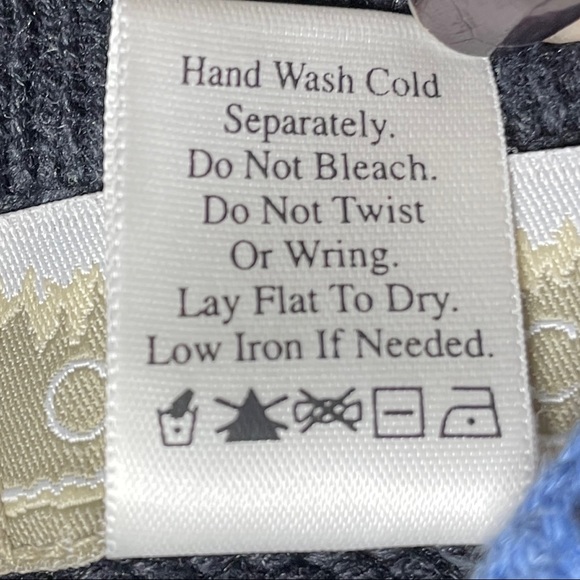 Hand Wash Cold
Separately.
Do Not Bleach.
Do Not Twist
Or Wring.
Lay Flat To Dry.
Low Iron If Needed.